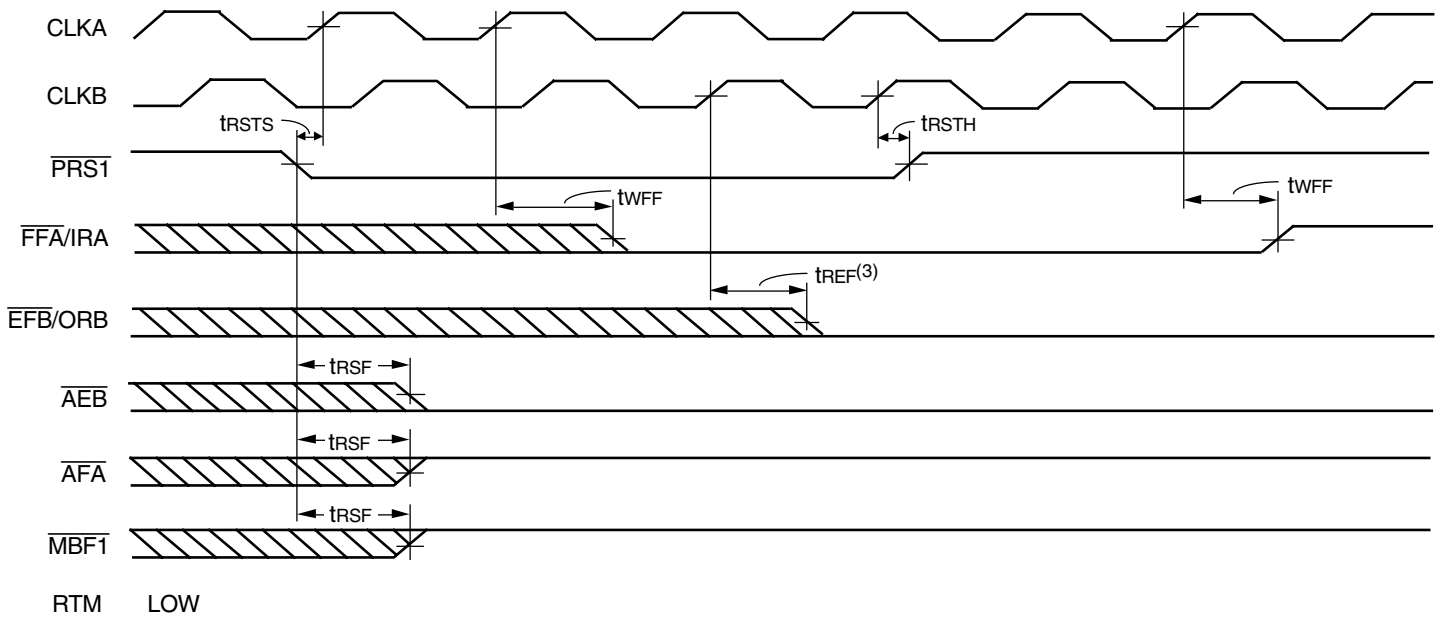 CLKA
CLKB
tRSTS
tRSTH
PRS1
tWFF
tWFF
FFA/IRA
tREF(3)
EFB/ORB
tRSF
AEB
tRSF
AFA
tRSF
MBF1
RTM LOW